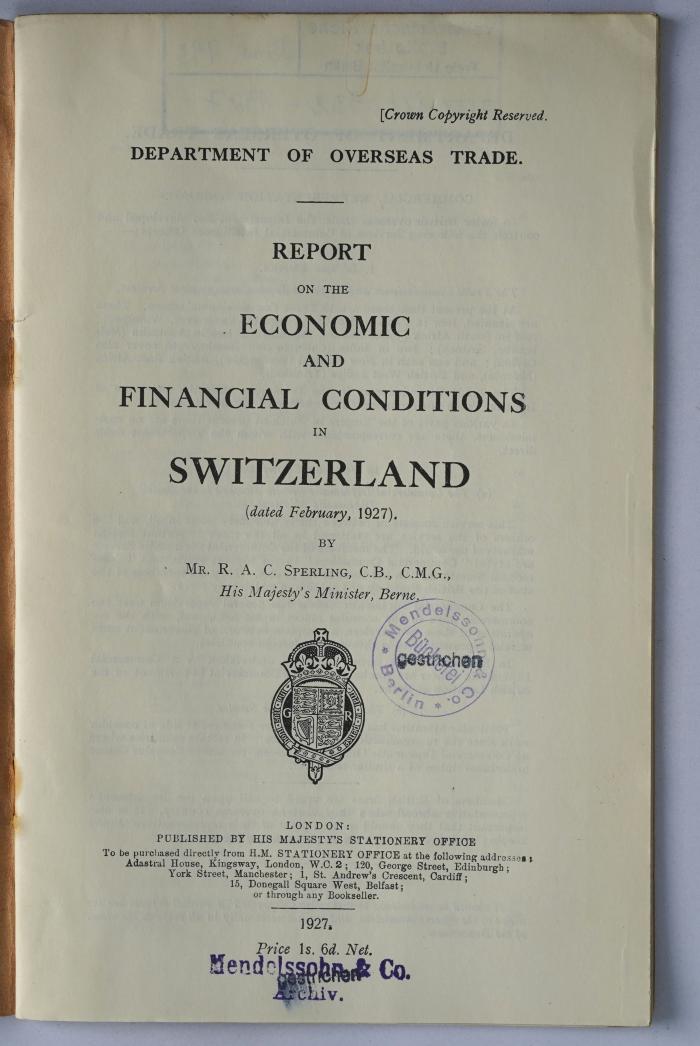 [Crown Copyright Reserved.
DEPARTMENT OF OVERSEAS TRADE.
REPORT
ON THE
ECONOMIC
AND
FINANCIAL CONDITIONS
IN
SWITZERLAND
(dated February, 1927).
BY
MR. R. A. C. SPERLING, C.B., C.M.G.,
His Majesty's Minister, Berne.
Mendelssohn & Co.
Bücherei
gestrichen
* Berlin *
G R
LONDON:
PUBLISHED BY HIS MAJESTY'S STATIONERY OFFICE
To be purchased directly from H.M. STATIONERY OFFICE at the following addresses:
Adastral House, Kingsway, London, W.C. 2; 120, George Street, Edinburgh;
York Street, Manchester; 1, St. Andrew's Crescent, Cardiff;
15, Donegall Square West, Belfast;
or through any Bookseller.
1927.
Price 1s. 6d. Net.
Mendelssohn & Co.
gestrichen
Archiv.